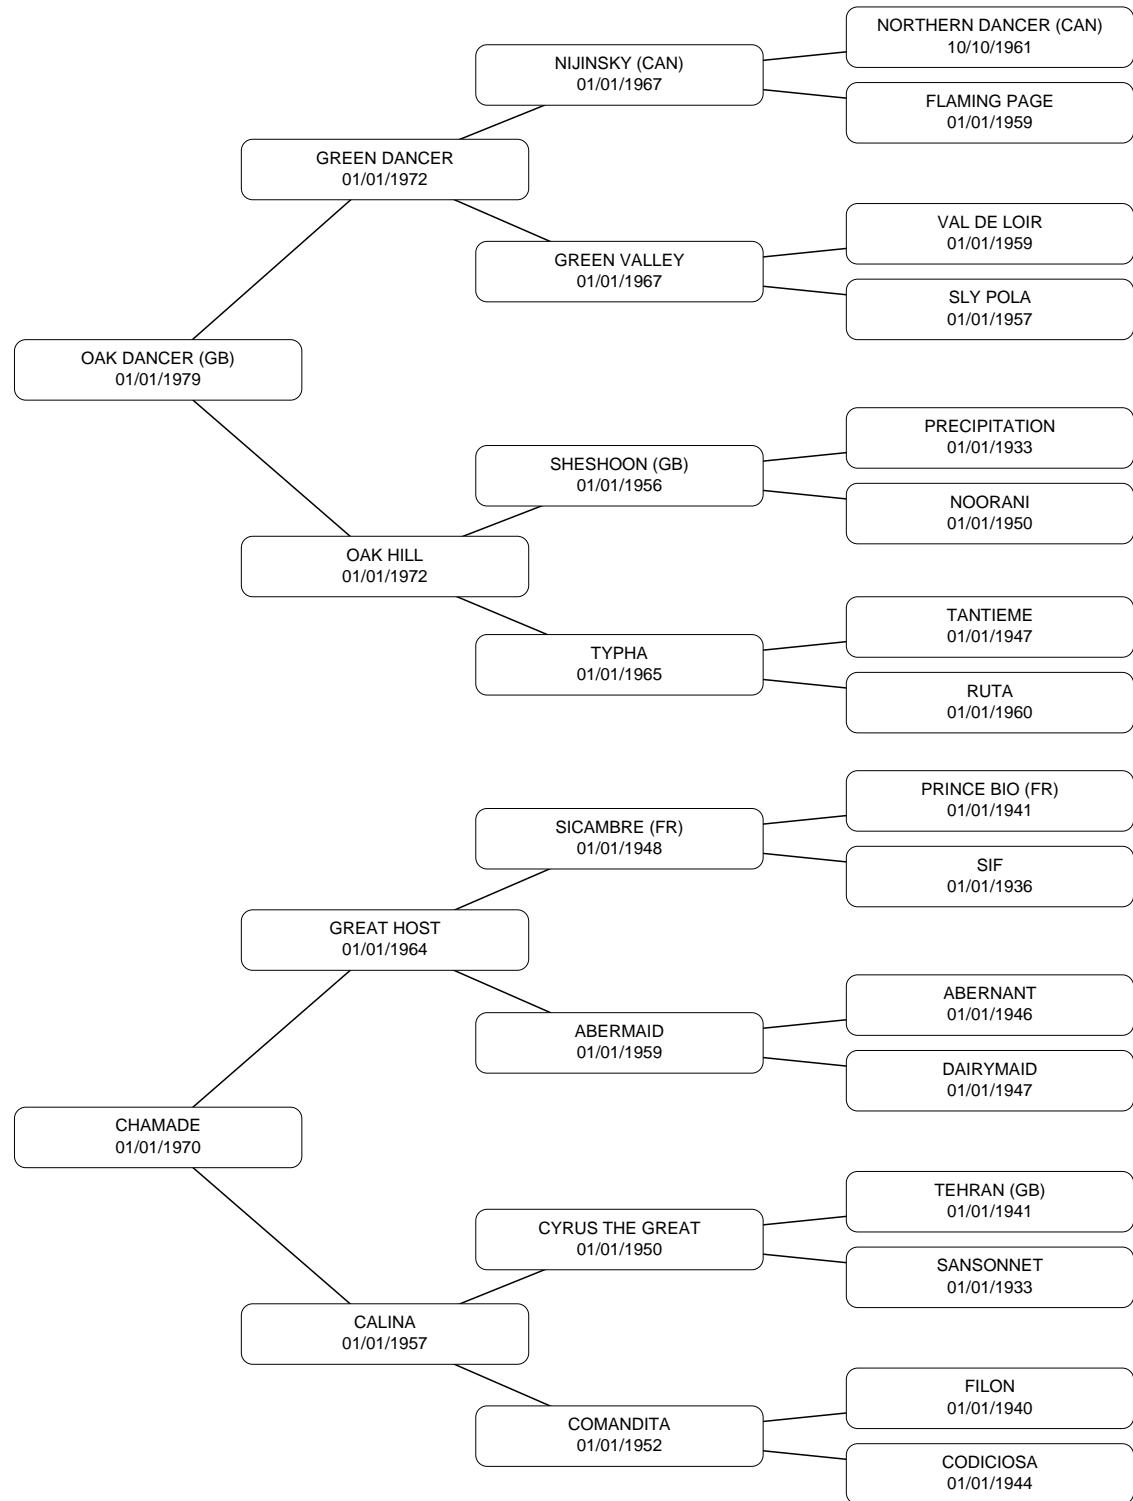 NORTHERN DANCER (CAN)
10/10/1961
NIJINSKY (CAN)
01/01/1967
FLAMING PAGE
01/01/1959
GREEN DANCER
01/01/1972
VAL DE LOIR
01/01/1959
GREEN VALLEY
01/01/1967
SLY POLA
01/01/1957
OAK DANCER (GB)
01/01/1979
PRECIPITATION
01/01/1933
SHESHOON (GB)
01/01/1956
NOORANI
01/01/1950
OAK HILL
01/01/1972
TANTIEME
01/01/1947
TYPHA
01/01/1965
RUTA
01/01/1960
PRINCE BIO (FR)
01/01/1941
SICAMBRE (FR)
01/01/1948
SIF
01/01/1936
GREAT HOST
01/01/1964
ABERNANT
01/01/1946
ABERMAID
01/01/1959
DAIRYMAID
01/01/1947
CHAMADE
01/01/1970
TEHRAN (GB)
01/01/1941
CYRUS THE GREAT
01/01/1950
SANSONNET
01/01/1933
CALINA
01/01/1957
FILON
01/01/1940
COMANDITA
01/01/1952
CODICIOSA
01/01/1944